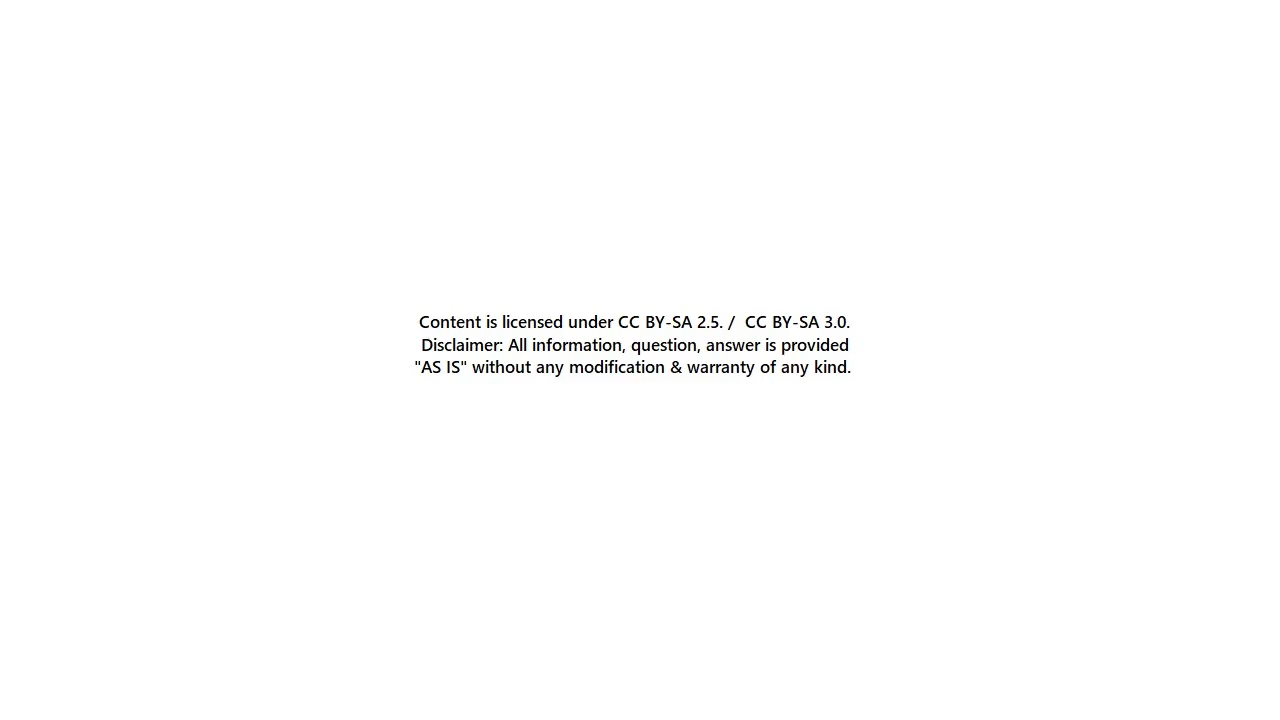 Content is licensed under CC BY-SA 2.5. /  CC BY-SA 3.0.
Disclaimer: All information, question, answer is provided
"AS IS" without any modification & warranty of any kind.